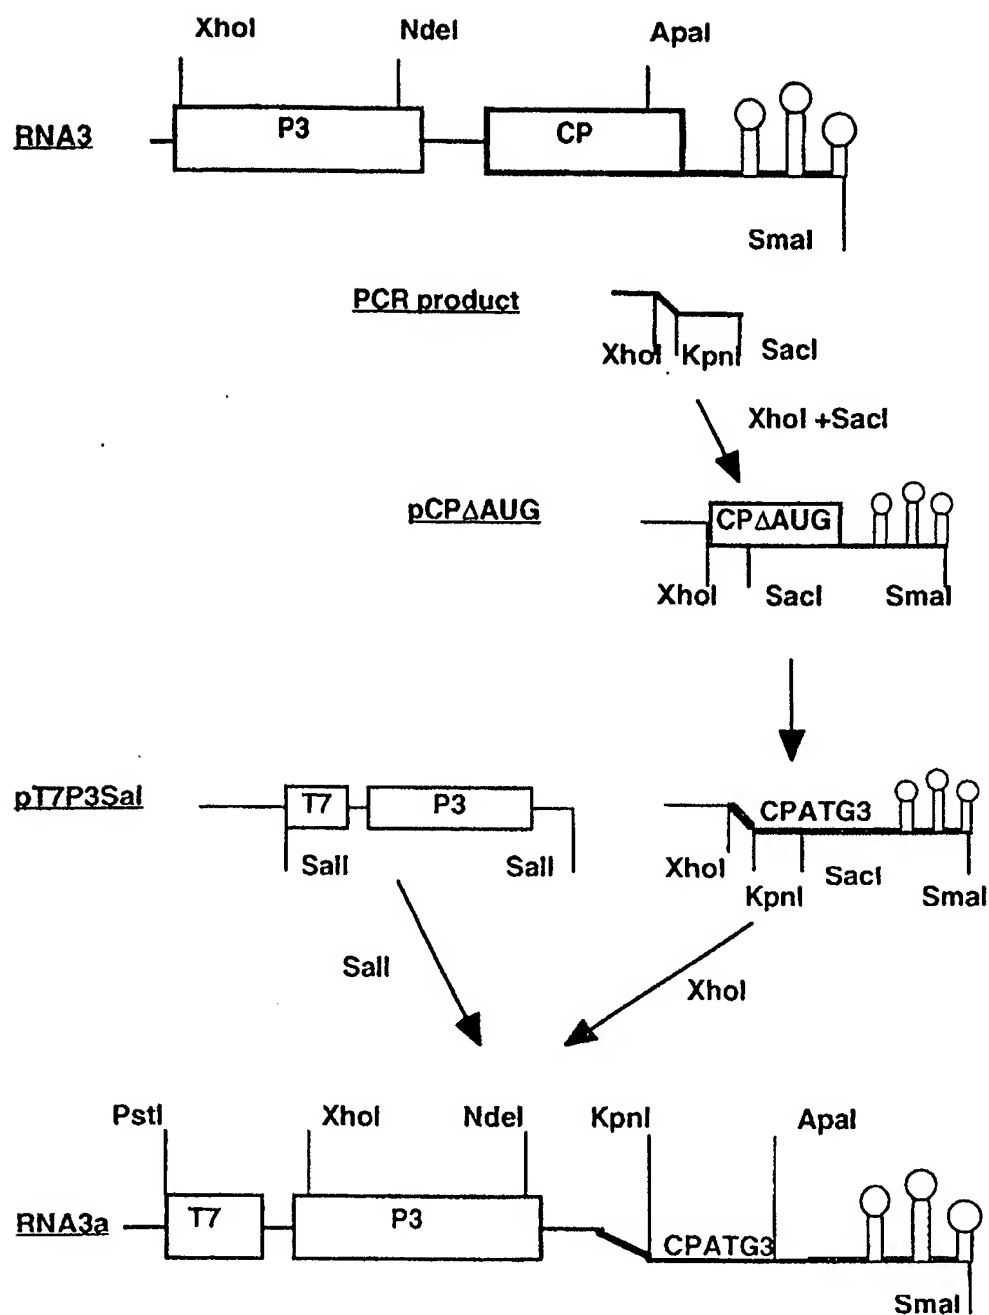 XhoI NdeI ApaI
RNA3 P3 CP
SmaI
PCR product
XhoI KpnI SacI
XhoI +SacI
pCPΔAUG CPΔAUG
XhoI SacI SmaI
pT7P3Sal T7 P3 CPATG3
SalI SalI XhoI SacI
KpnI SmaI
SalI XhoI
PstI XhoI NdeI KpnI ApaI
RNA3a T7 P3 CPATG3
SmaI